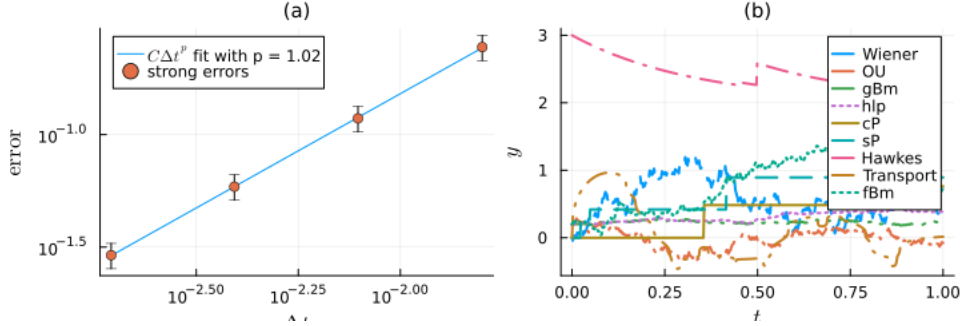 (a)
CΔt^p fit with p = 1.02
strong errors
error
10^-1.0
10^-1.5
10^-2.50
10^-2.25
10^-2.00
(b)
Wiener
OU
gBm
hlp
cP
sP
Hawkes
Transport
fBm
y
3
2
1
0
0.00
0.25
0.50
0.75
1.00
t